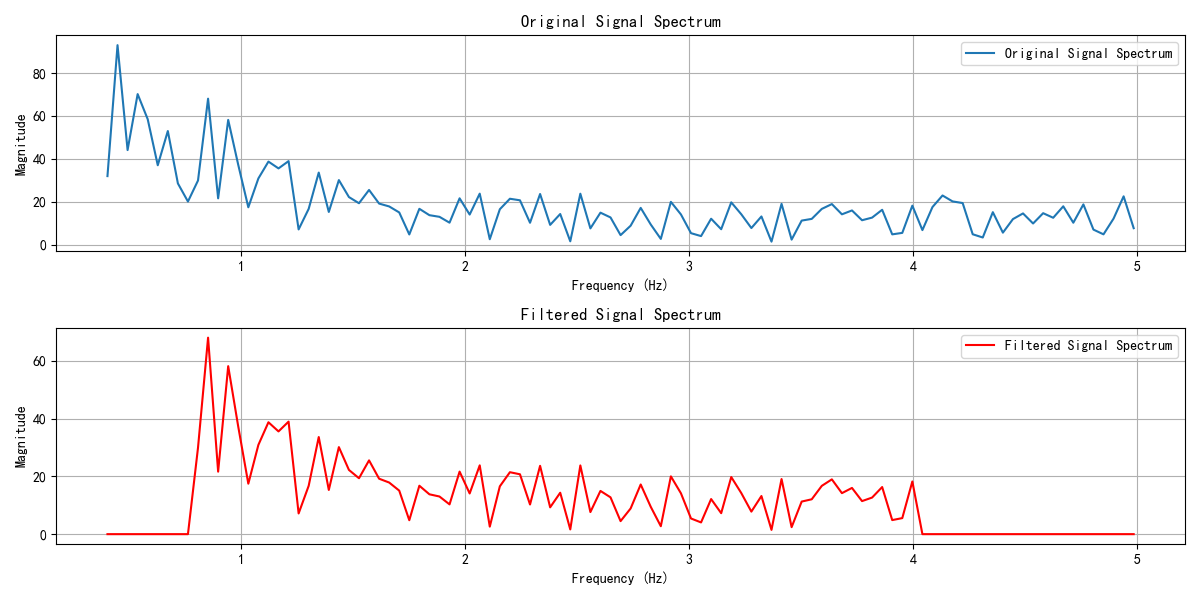 Original Signal Spectrum
Original Signal Spectrum
80
60
40
20
0
Magnitude
1
2
3
4
5
Frequency (Hz)
Filtered Signal Spectrum
Filtered Signal Spectrum
60
40
20
0
Magnitude
1
2
3
4
5
Frequency (Hz)